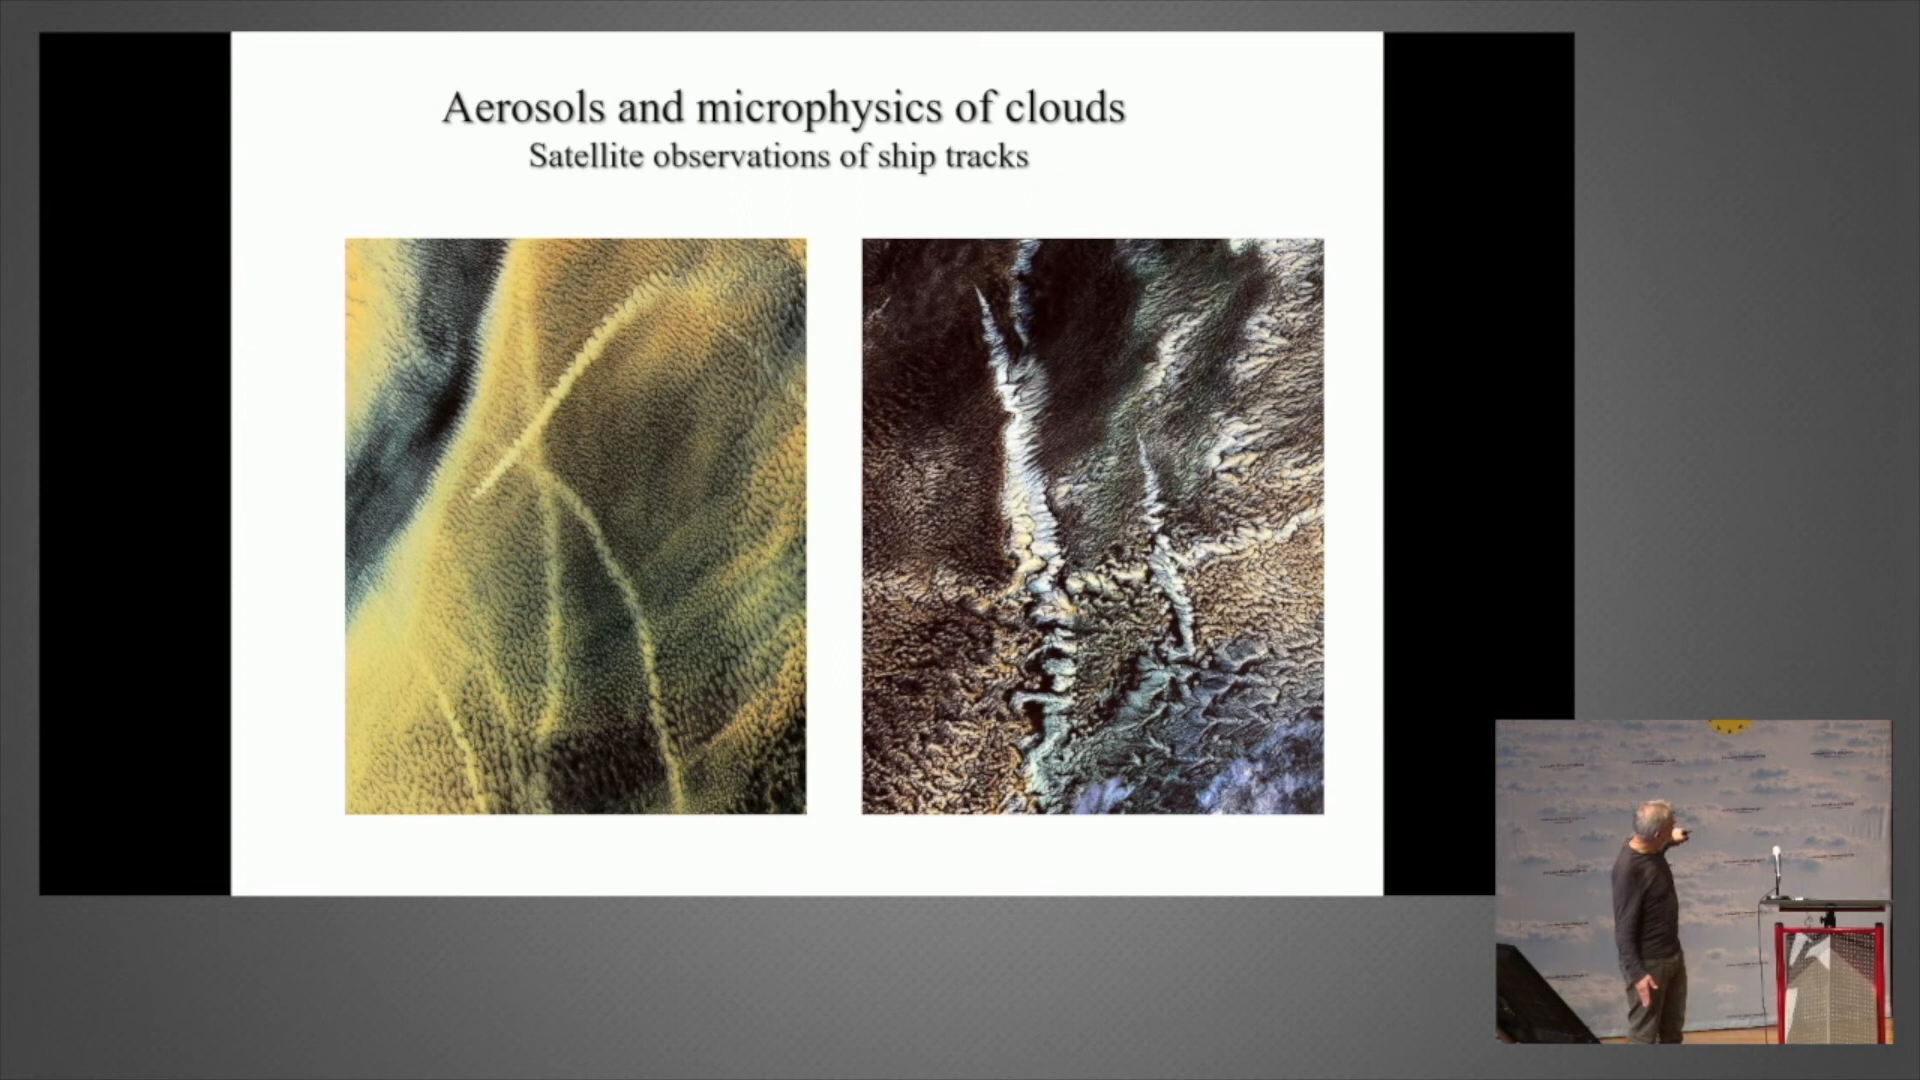 Aerosols and microphysics of clouds
Satellite observations of ship tracks